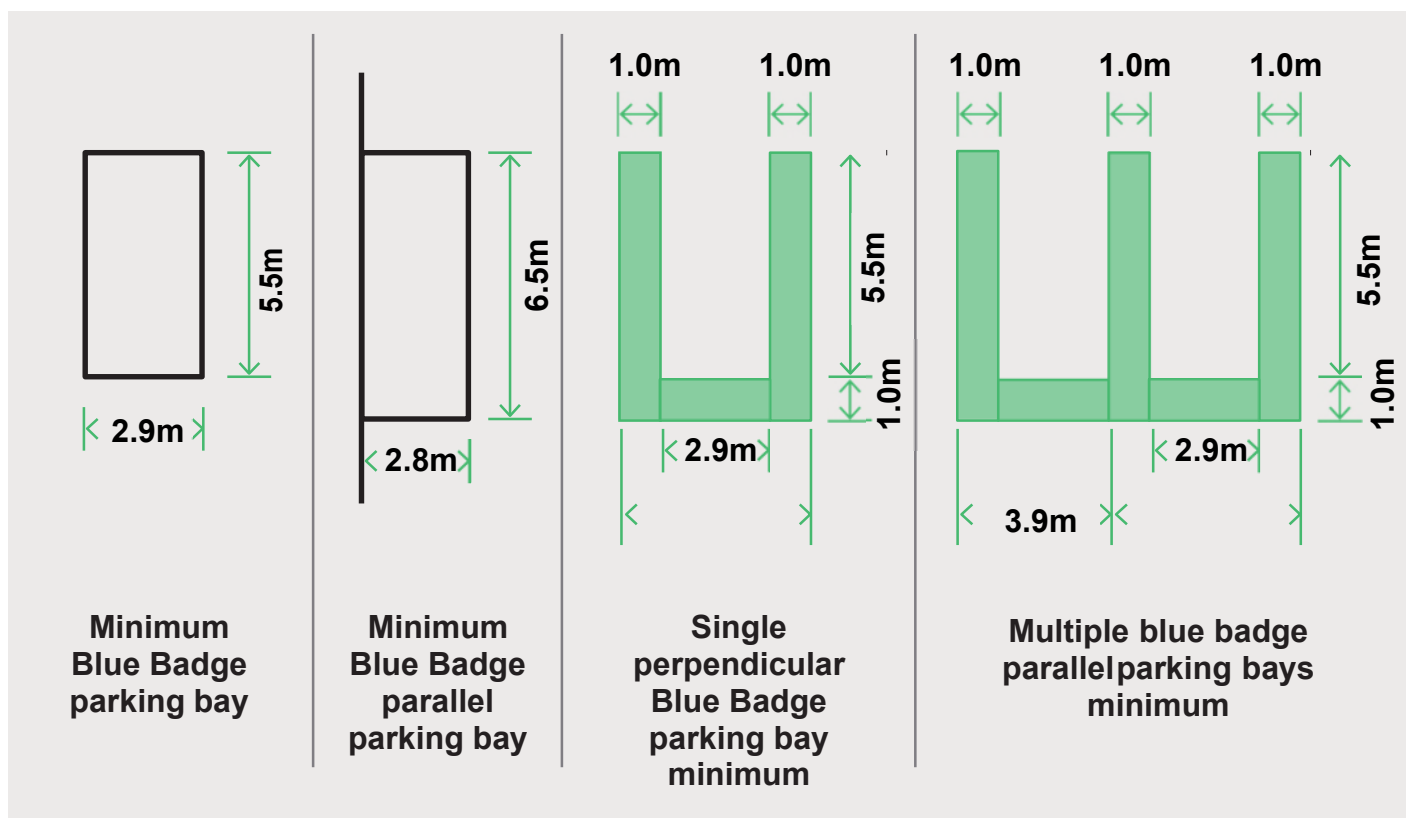 1.0m 1.0m
1.0m 1.0m 1.0m
5.5m
6.5m
5.5m
5.5m
1.0m
1.0m
2.9m
2.8m
2.9m
2.9m
3.9m
Minimum
Blue Badge
parking bay
Minimum
Blue Badge
parallel
parking bay
Single
perpendicular
Blue Badge
parking bay
minimum
Multiple blue badge
parallel parking bays
minimum